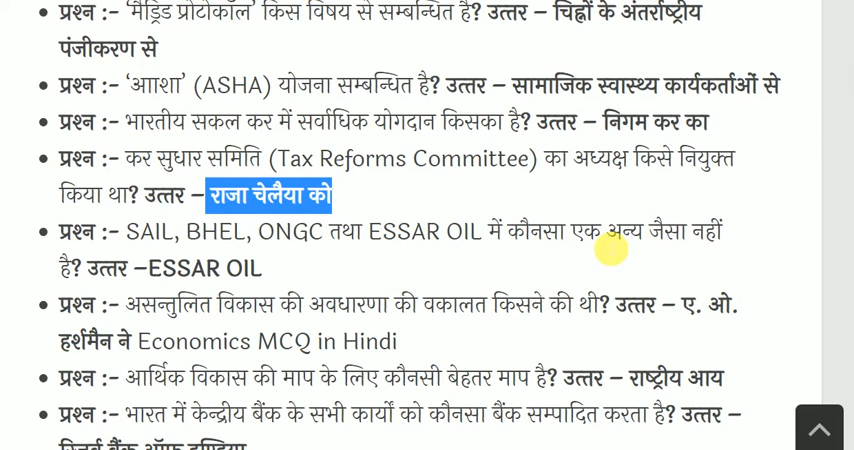 प्रश्न :- ‘मैड्रिड प्रोटोकॉल’ किस विषय से सम्बन्धित है? उत्तर – चिह्नों के अंतर्राष्ट्रीय
पंजीकरण से
प्रश्न :- ‘आाशा’ (ASHA) योजना सम्बन्धित है? उत्तर – सामाजिक स्वास्थ्य कार्यकर्ताओं से
प्रश्न :- भारतीय सकल कर में सर्वाधिक योगदान किसका है? उत्तर – निगम कर का
प्रश्न :- कर सुधार समिति (Tax Reforms Committee) का अध्यक्ष किसे नियुक्त
किया था? उत्तर – राजा चेलैया को
प्रश्न :- SAIL, BHEL, ONGC तथा ESSAR OIL में कौनसा एक अन्य जैसा नहीं
है? उत्तर –ESSAR OIL
प्रश्न :- असन्तुलित विकास की अवधारणा की वकालत किसने की थी? उत्तर – ए. ओ.
हर्शमैन ने Economics MCQ in Hindi
प्रश्न :- आर्थिक विकास की माप के लिए कौनसी बेहतर माप है? उत्तर – राष्ट्रीय आय
प्रश्न :- भारत में केन्द्रीय बैंक के सभी कार्यों को कौनसा बैंक सम्पादित करता है? उत्तर –
रिजर्व बैंक ऑफ इण्डिया